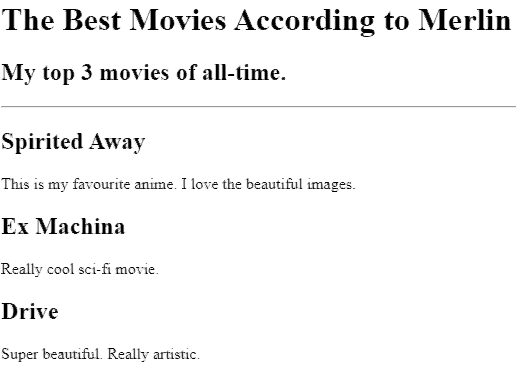 The Best Movies According to Merlin
My top 3 movies of all-time.
Spirited Away
This is my favourite anime. I love the beautiful images.
Ex Machina
Really cool sci-fi movie.
Drive
Super beautiful. Really artistic.